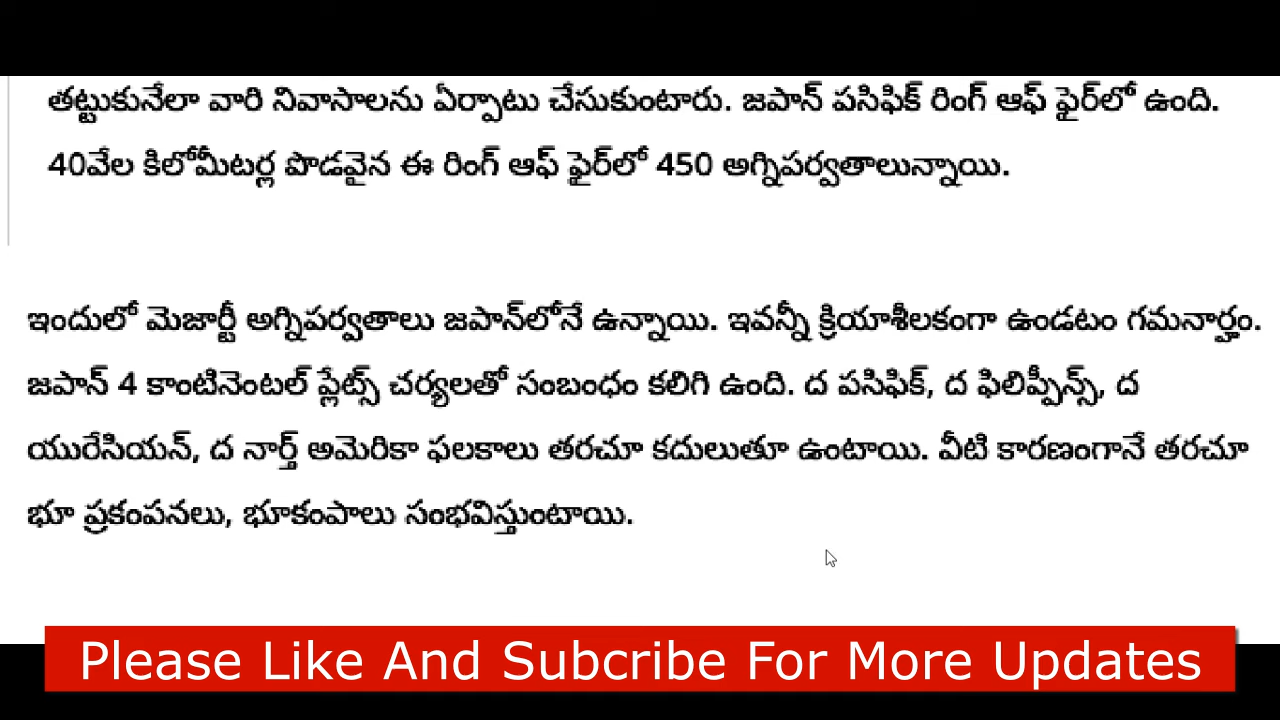 తట్టుకునేలా వారి నివాసాలను ఏర్పాటు చేసుకుంటారు. జపాన్ పసిఫిక్ రింగ్ ఆఫ్ ఫైర్‌లో ఉంది.
40వేల కిలోమీటర్ల పొడవైన ఈ రింగ్ ఆఫ్ ఫైర్‌లో 450 అగ్నిపర్వతాలున్నాయి.
ఇందులో మెజార్టీ అగ్నిపర్వతాలు జపాన్‌లోనే ఉన్నాయి. ఇవన్నీ క్రియాశీలకంగా ఉండటం గమనార్హం.
జపాన్ 4 కాంటినెంటల్ ప్లేట్స్ చర్యలతో సంబంధం కలిగి ఉంది. ద పసిఫిక్, ద ఫిలిప్పీన్స్, ద
యురేసియన్, ద నార్త్ అమెరికా ఫలకాలు తరచూ కదులుతూ ఉంటాయి. వీటి కారణంగానే తరచూ
భూ ప్రకంపనలు, భూకంపాలు సంభవిస్తుంటాయి.
Please Like And Subcribe For More Updates